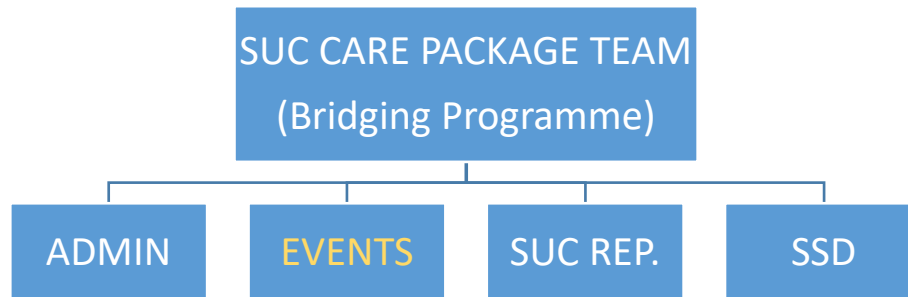 SUC CARE PACKAGE TEAM
(Bridging Programme)
ADMIN
EVENTS
SUC REP.
SSD